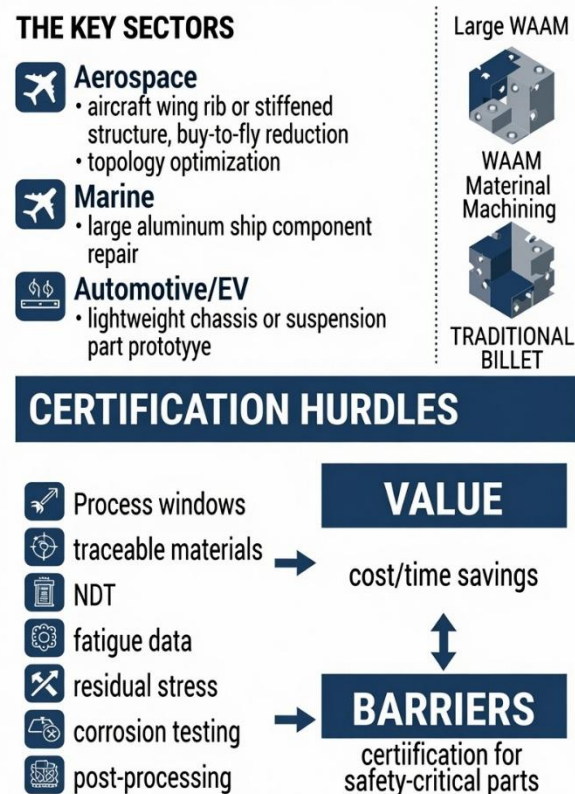 THE KEY SECTORS
Aerospace
• aircraft wing rib or stiffened
structure, buy-to-fly reduction
• topology optimization
Marine
• large aluminum ship component
repair
Automotive/EV
• lightweight chassis or suspension
part prototyye
Large WAAM
WAAM
Materinal
Machining
TRADITIONAL
BILLET
CERTIFICATION HURDLES
Process windows
traceable materials
NDT
fatigue data
residual stress
corrosion testing
post-processing
VALUE
cost/time savings
BARRIERS
certiification for
safety-critical parts